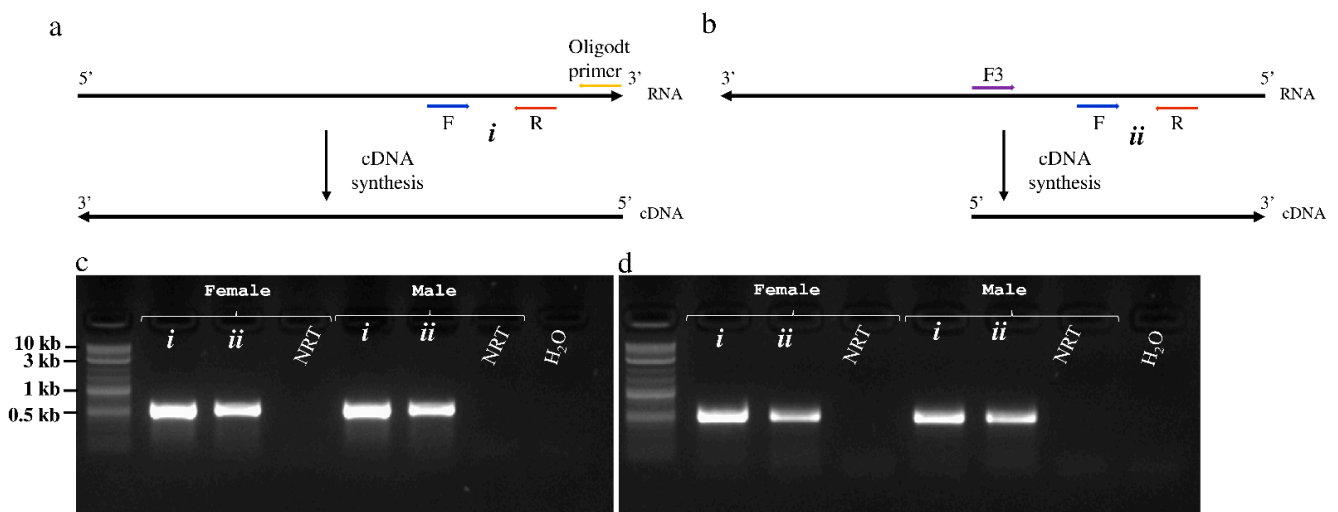 a
Oligodt
primer
5’
3’
RNA
F
i
R
cDNA
synthesis
3’
5’
cDNA
b
3’
F3
5’
RNA
F
ii
R
cDNA
synthesis
5’
3’
cDNA
c
Female Male
i ii NRT i ii NRT H2O
10 kb
3 kb
1 kb
0.5 kb
d
Female Male
i ii NRT i ii NRT H2O